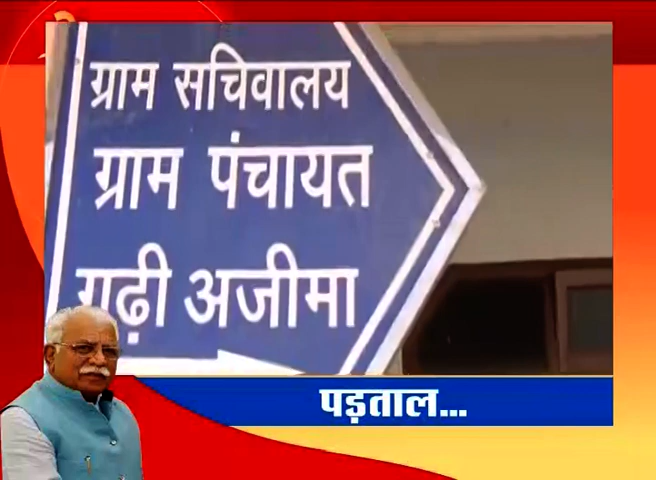 ग्राम सचिवालय
ग्राम पंचायत
गढ़ी अजीमा
पड़ताल...